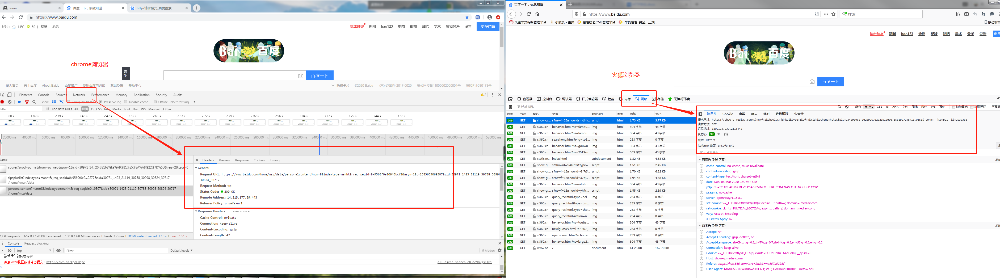 aaaa
百度一下，你就知道
https请求格式_百度搜索
https://www.baidu.com
长沙： 14℃ 良 59 | 换肤 消息
抗击肺炎 新闻 hao123 地图 视频 贴吧 学术 设置 更多产品
Bai 百度
chrome浏览器
音乐
百度一下
设为首页 关于百度 About Baidu 百度推广 使用百度前必读 意见反馈 帮助中心
隐藏卡片 ©2020 Baidu (京)-经营性-2017-0020 京公网安备11000002000001号 京ICP证030173号
Elements Console Sources Network Performance Memory Application Security Audits 2
View: Group by frame Preserve log Disable cache Offline No throttling
Filter Hide data URLs All XHR JS CSS Img Media Font Doc WS Manifest Other
1.60 s 1.89 s 2.39 s 2.46 s 2.47 s 2.52 s 2.61 s 2.67 s 2.72 s 2.79 s 2.92 s 2.96 s 3.04 s 3.17 s 3.29 s 3.44 s 3.56 s
20000 ms 40000 ms 60000 ms 80000 ms 100000 ms 120000 ms 140000 ms 160000 ms 180000 ms 200000 ms 220000 ms 240000 ms 260000 ms 280000 ms 300000 ms 320000 ms 340000 ms 360000 ms 380000 ms 400000 ms 420000 ms 440000 ms 460000 ms 480000 ms 500000 ms 520000 ms
Name
sugrec?prod=pc_his&from=pc_web&json=1&sid=30971_14...20rtl8168%E9%A9%B1%E5%8A%A8%22%7D%5D&req=2&csor=0
tipspluslist?indextype=manht&_req_seqid=0x9560f0e2...9277&sid=30971_1423_21119_30788_30998_30824_30717
/home/xman/data
personalcontent?num=8&indextype=manht&_req_seqid=0...9307&sid=30971_1423_21119_30788_30998_30824_30717
/home/msg/data
Headers Preview Response Cookies Timing
General
Request URL: https://www.baidu.com/home/msg/data/personalcontent?num=8&indextype=manht&_req_seqid=0x9560f0e20045bcf2&asyn=1&t=1583633069307&sid=30971_1423_21119_30788_30998
30824_30717
Request Method: GET
Status Code: 200 OK
Remote Address: 14.215.177.39:443
Referrer Policy: unsafe-url
Response Headers view source
Cache-Control: private
Connection: keep-alive
Content-Encoding: gzip
Content-Length: 47
2 / 98 requests | 659 B / 120 KB transferred | 100 B / 4.8 MB resources | Finish: 7.7 min | DOMContentLoaded: 1.10 s | Load: 1.51 s
Console Request blocking
top Filter Default levels 9 hidden
与百度一起改变世界。
百度2020校园招聘简历提交：http://dwz.cn/XpoFdepe
all_async_search_c83de98.js:181
百度一下，你就知道
https://www.baidu.com
搜索
凤凰车贷综合管理平台 小借条 - 主页 看看钱包CMS管理平台 车贷看看_安全、正规... 移动设备
抗击肺炎 新闻 hao123 地图 视频 贴吧 学术 登录 设置 更多
Bai 百度
火狐浏览器
百度一下
查看器 控制台 调试器 样式编辑器 性能 内存 网络 存储 无障碍环境
过滤 URL
所有 HTML CSS JS XHR 字体 图像 媒体 WS 其他 持续日志 禁用缓存 不节流
状态 方法 域名 文件 触发源头 类型 传输 大小
200 GET show-g.... s?newf=2&showids=jdHk... script html 1.73 KB 3.77 KB
200 GET s.360.cn behavior.html?ns=famou... img html 304 字节 43 字节
200 GET s.360.cn behavior.html?ns=famou... img html 304 字节 43 字节
200 GET s.360.cn searcheng.html?eng=so3... img html 233 字节 0 字节
200 GET s.360.cn behavior.html?ns=gouwu... img html 304 字节 43 字节
200 GET s.360.cn behavior.html?ns=2019-n... img html 303 字节 43 字节
200 GET static.m... index.html subdocument html 1.82 KB 4.68 KB
200 GET show-g.... s?showid=siANh2&type=... script html 1.51 KB 2.45 KB
200 GET show-g.... s?newf=1&showid=Gf7iS... script html 1.70 KB 6.22 KB
200 GET show-g.... s?newf=1&showid=37qG... script html 1.94 KB 4.88 KB
200 GET s.360.cn behavior.html?ns=infoflo... img html 304 字节 43 字节
200 GET show-g.... s?newf=1&showid=yh7s... script html 1.55 KB 2.39 KB
200 GET s.360.cn query_rec.html?type=del... img html 234 字节 0 字节
200 GET s.360.cn query_rec.html?type=tim... img html 233 字节 0 字节
200 GET s.360.cn query_rec.html?type=sho... img html 233 字节 0 字节
200 GET s.360.cn query_rec.html?action=n... img html 234 字节 0 字节
200 GET s.360.cn behavior.html?ns=toutia... img html 304 字节 43 字节
200 GET s.360.cn newiguesslv.html?p=467_... img html 233 字节 0 字节
200 GET s.360.cn openscreen.html?action=... img html 233 字节 0 字节
200 GET s.360.cn behavior.html?ns=large2... img html 304 字节 43 字节
200 GET www.ba... / document html 41.26 KB 162.70 KB
消息头 Cookie 参数 响应 耗时 堆栈跟踪 安全性
请求网址: https://show-g.mediav.com/s?newf=2&showids=jdHkql&type=1&of=4&mid=&scheme=https&uid=234898968.3020926702921910000.1581927248711.0151&jsonp=__jsonp21__&t=2639388
请求方法: GET
远程地址: 180.163.239.211:443
状态码: 200 OK
版本: HTTP/2
Referrer 政策: unsafe-url
过滤消息头
响应头 (546 字节)
cache-control: no-cache, must-revalidate
content-encoding: gzip
content-type: text/html; charset=utf-8
date: Sun, 08 Mar 2020 02:07:34 GMT
p3p: CP="CURa ADMa DEVa PSAo PSDo O... PRE COM NAV OTC NOI DSP COR"
pragma: no-cache
server: openresty/1.15.8.2
set-cookie: v=_T-:DTR>f38t!G#@DV(u; expire...T; path=/; domain=.mediav.com
set-cookie: ckmts=PUJ7IEAu,L6C7IEAu; expir...; path=/; domain=.mediav.com;
vary: Accept-Encoding
X-Firefox-Spdy: h2
请求头 (540 字节)
Accept: */*
Accept-Encoding: gzip, deflate, br
Accept-Language: zh-CN,zh;q=0.8,zh-TW;q=0.7,zh-HK;q=0.5,en-US;q=0.3,en;q=0.2
Connection: keep-alive
Cookie: v=_T-:DTR>f38yyC_HL$]b; ckmts=PUUdCeXu,L64dCeXu; __qhsrc=0
Host: show-g.mediav.com
Referer: https://hao.360.com/?src=lm&ls=n4557a52b8f
User-Agent: Mozilla/5.0 (Windows NT 6.1; W...) Gecko/20100101 Firefox/72.0